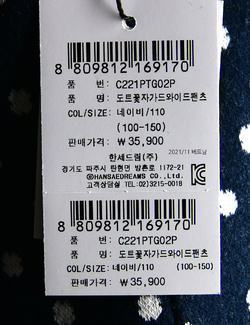 8 809812 169170
품 번: C221PTG02P
품 명: 도트꽃자가드와이드팬츠
COL/SIZE: 네이비/110
(100-150)
판매가격: ₩ 35,900
2021/11 베트남
한세드림(주)
경기도 파주시 탄현면 방촌로 1172-21
ⓒHANSAEDREAMS CO., Ltd.
고객상담실 TEL:02)3215-0018
8 809812 169170
품 번: C221PTG02P
품 명: 도트꽃자가드와이드팬츠
COL/SIZE: 네이비/110 (100-150)
판매가격: ₩ 35,900